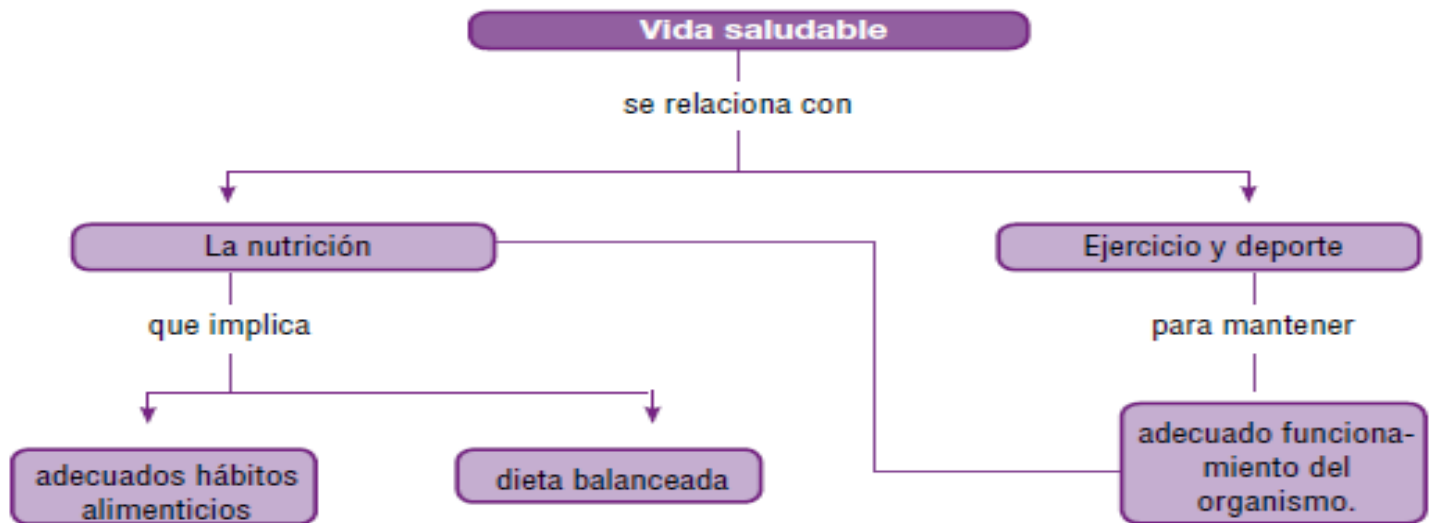 Vida saludable
se relaciona con
La nutrición
Ejercicio y deporte
que implica
para mantener
adecuados hábitos
alimenticios
dieta balanceada
adecuado funciona-
miento del
organismo.